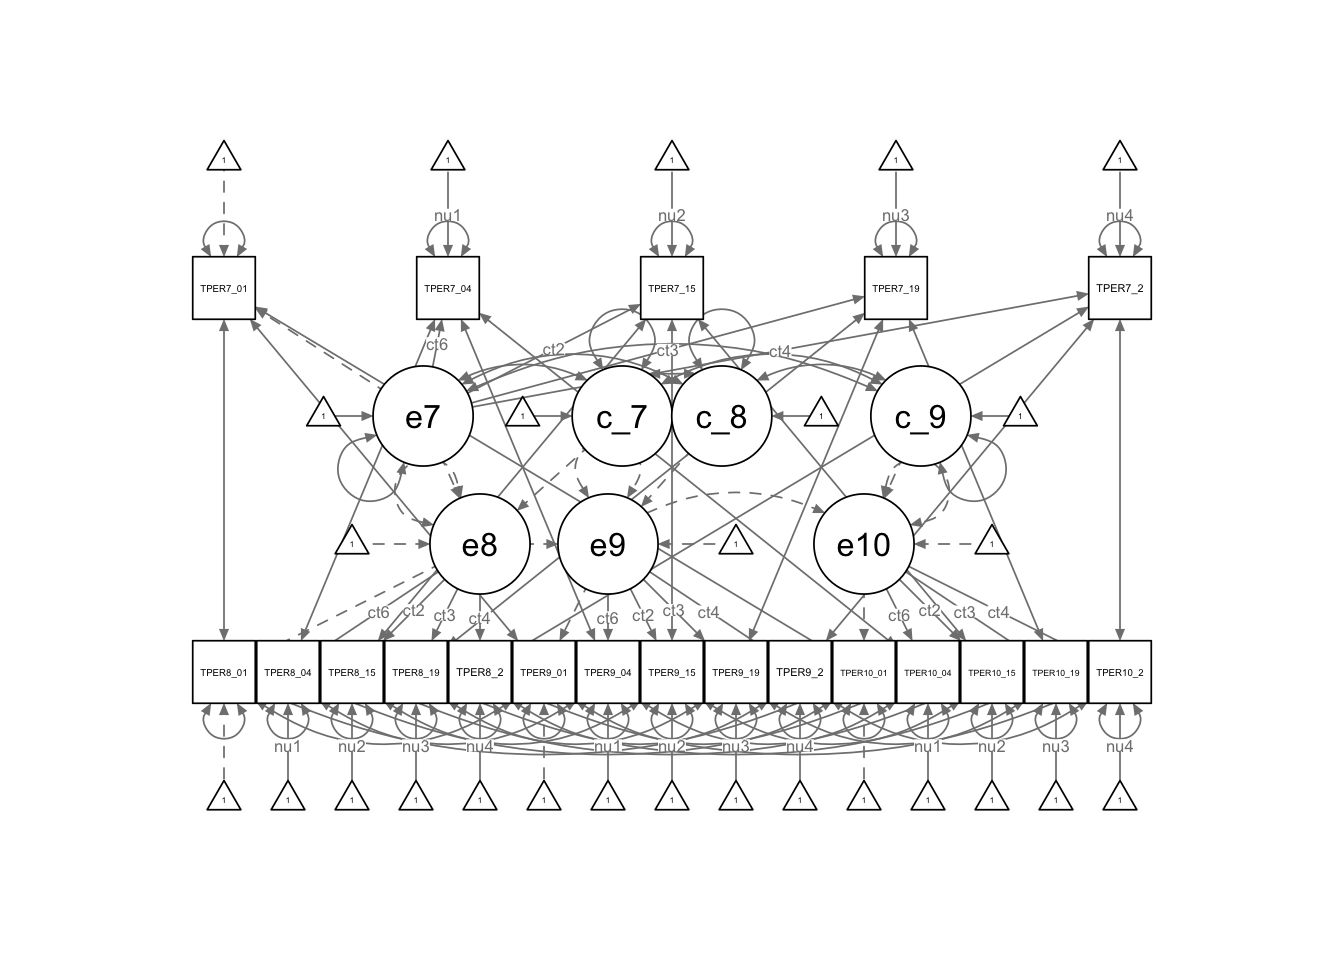 1 1 1 1 1
nu1 nu2 nu3 nu4
TPER7_01 TPER7_04 TPER7_15 TPER7_19 TPER7_2
ct6 ct2 ct3 ct4
1 e7 1 c_7 c_8 1 c_9 1
1 e8 e9 1 e10 1
ct6 ct2 ct3 ct4 ct6 ct2 ct3 ct4 ct6 ct2 ct3 ct4
TPER8_01 TPER8_04 TPER8_15 TPER8_19 TPER8_2 TPER9_01 TPER9_04 TPER9_15 TPER9_19 TPER9_2 TPER10_01 TPER10_04 TPER10_15 TPER10_19 TPER10_2
nu1 nu2 nu3 nu4 nu1 nu2 nu3 nu4 nu1 nu2 nu3 nu4
1 1 1 1 1 1 1 1 1 1 1 1 1 1 1